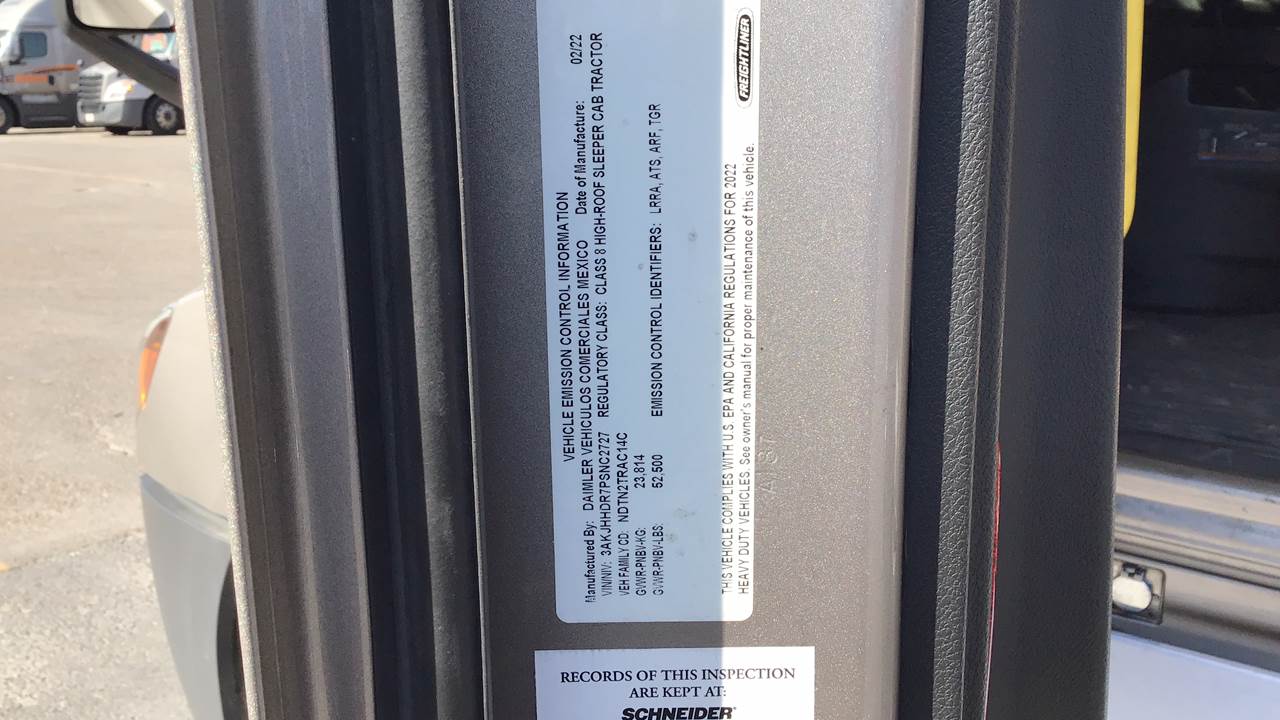 VEHICLE EMISSION CONTROL INFORMATION
Manufactured By: DAIMLER VEHICULOS COMERCIALES MEXICO Date of Manufacture: 02/22
VIN/NIV: 3AKJHHDR7PSNC2727 REGULATORY CLASS: CLASS 8 HIGH-ROOF SLEEPER CAB TRACTOR
VEH FAMILY CD: NDTN2TRAC14C
GVWR-PNBV-KG: 23,814
GVWR-PNBV-LBS: 52,500 EMISSION CONTROL IDENTIFIERS: LRRA, ATS, ARF, TGR
THIS VEHICLE COMPLIES WITH U.S. EPA AND CALIFORNIA REGULATIONS FOR 2022
HEAVY DUTY VEHICLES. See owner's manual for proper maintenance of this vehicle.
FREIGHTLINER
RECORDS OF THIS INSPECTION
ARE KEPT AT:
SCHNEIDER